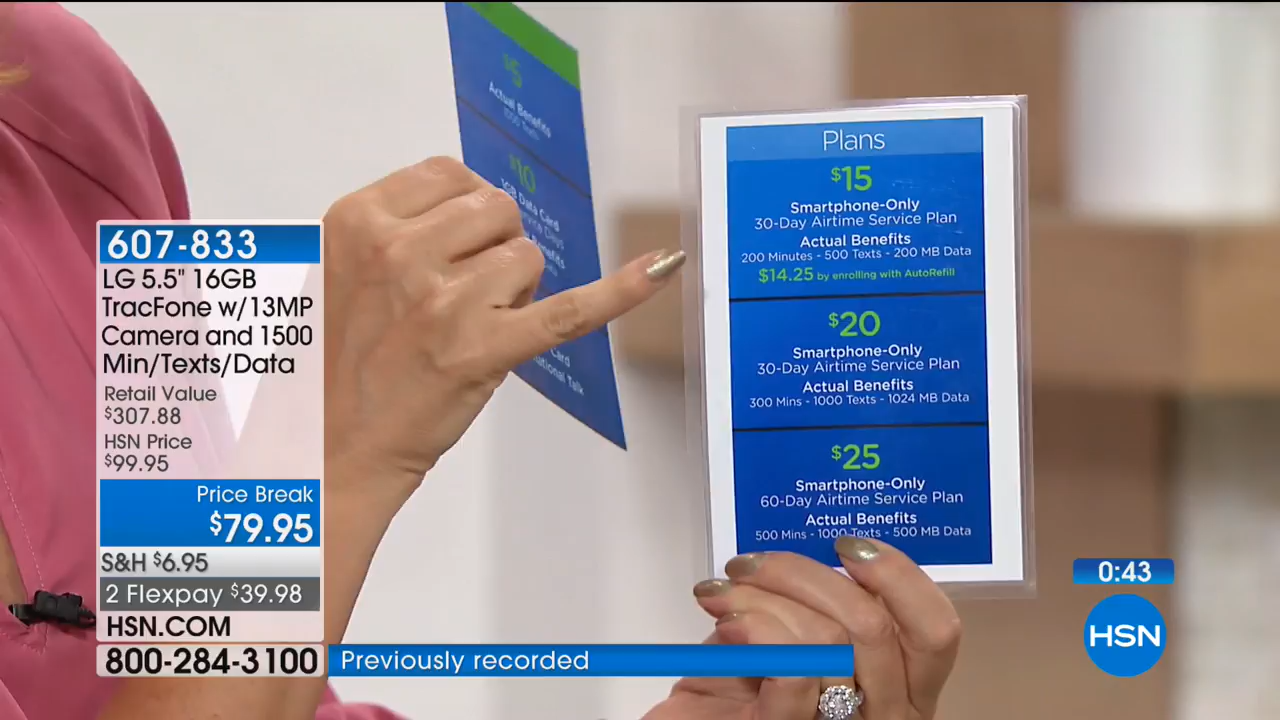 $5
Actual Benefits
1000 Texts
$10
1GB Data Card
Card
Plans
$15
Smartphone-Only
30-Day Airtime Service Plan
Actual Benefits
200 Minutes - 500 Texts - 200 MB Data
$14.25 by enrolling with AutoRefill
$20
Smartphone-Only
30-Day Airtime Service Plan
Actual Benefits
300 Mins - 1000 Texts - 1024 MB Data
$25
Smartphone-Only
60-Day Airtime Service Plan
Actual Benefits
500 Mins - 1000 Texts - 500 MB Data
607-833
LG 5.5" 16GB
TracFone w/13MP
Camera and 1500
Min/Texts/Data
Retail Value
$307.88
HSN Price
$99.95
Price Break
$79.95
S&H $6.95
2 Flexpay $39.98
HSN.COM
800-284-3100
Previously recorded
0:43
HSN